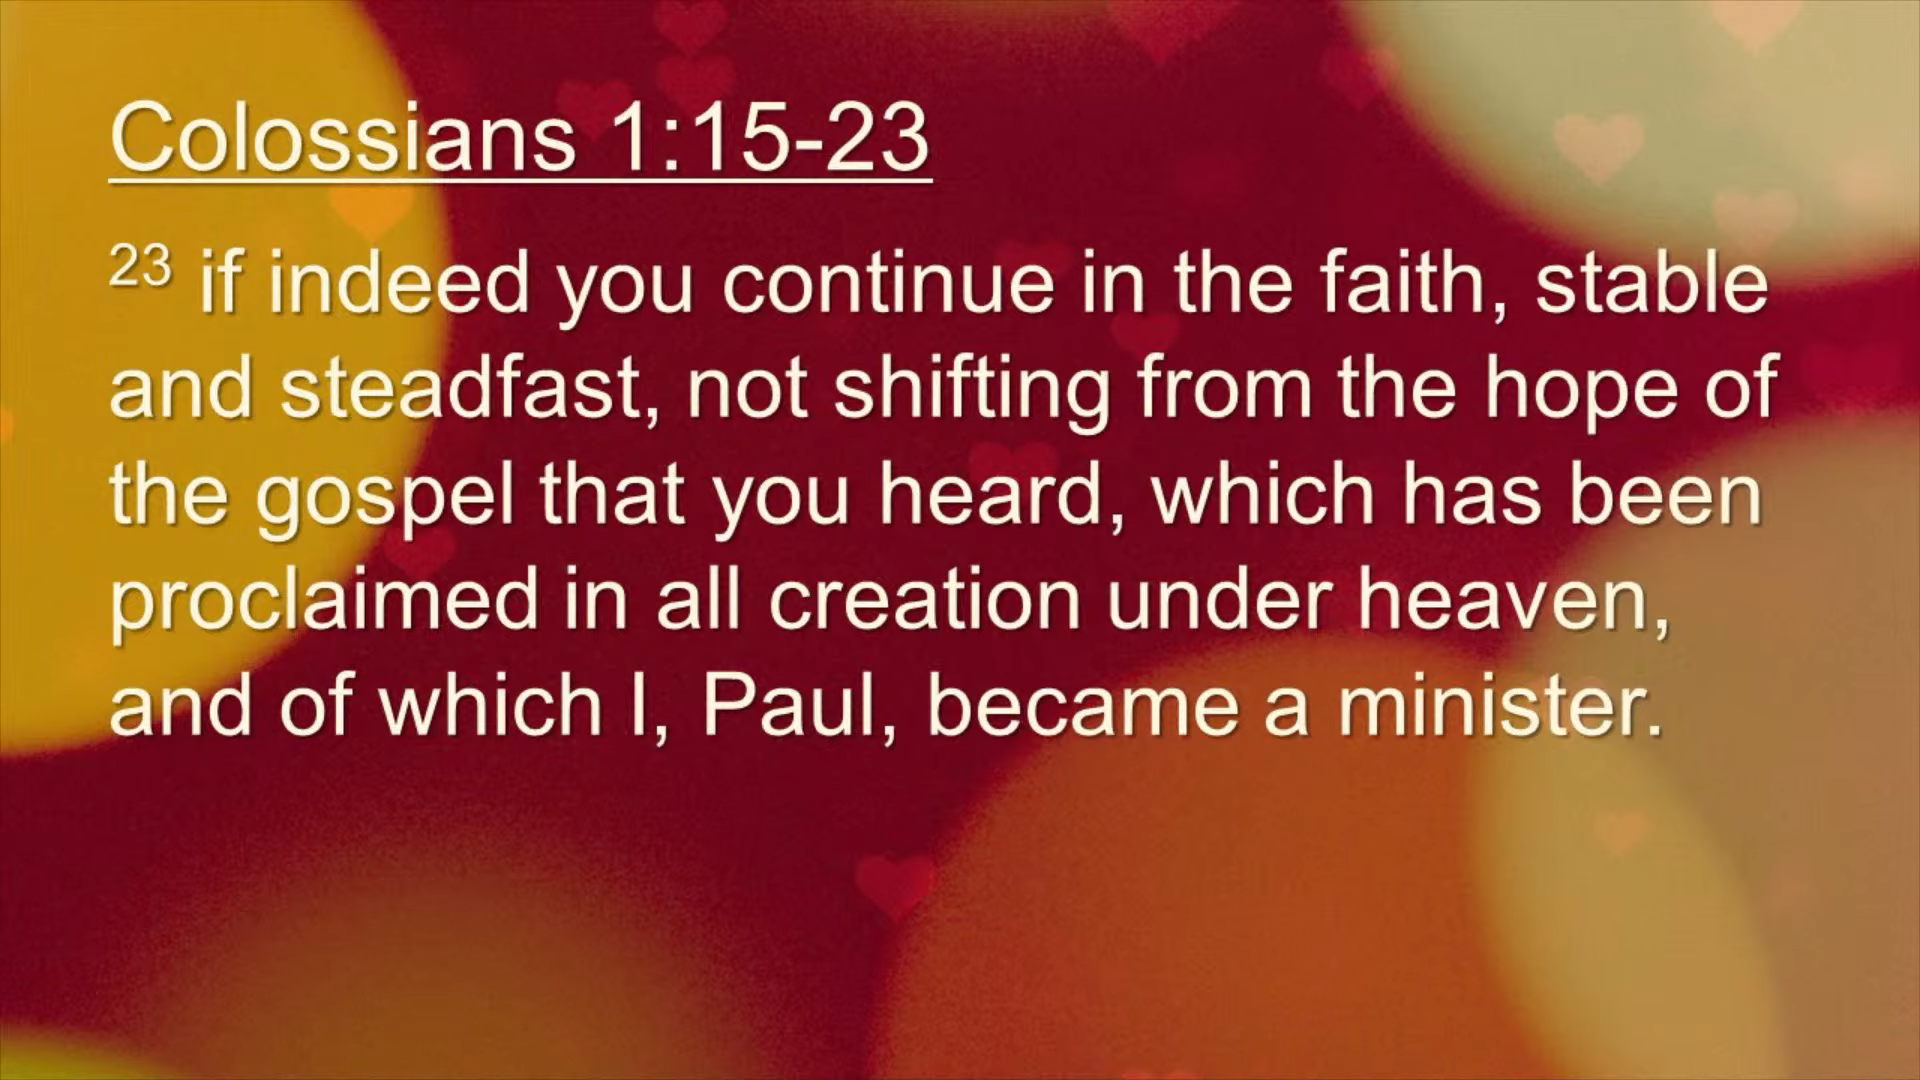 Colossians 1:15-23
23 if indeed you continue in the faith, stable
and steadfast, not shifting from the hope of
the gospel that you heard, which has been
proclaimed in all creation under heaven,
and of which I, Paul, became a minister.